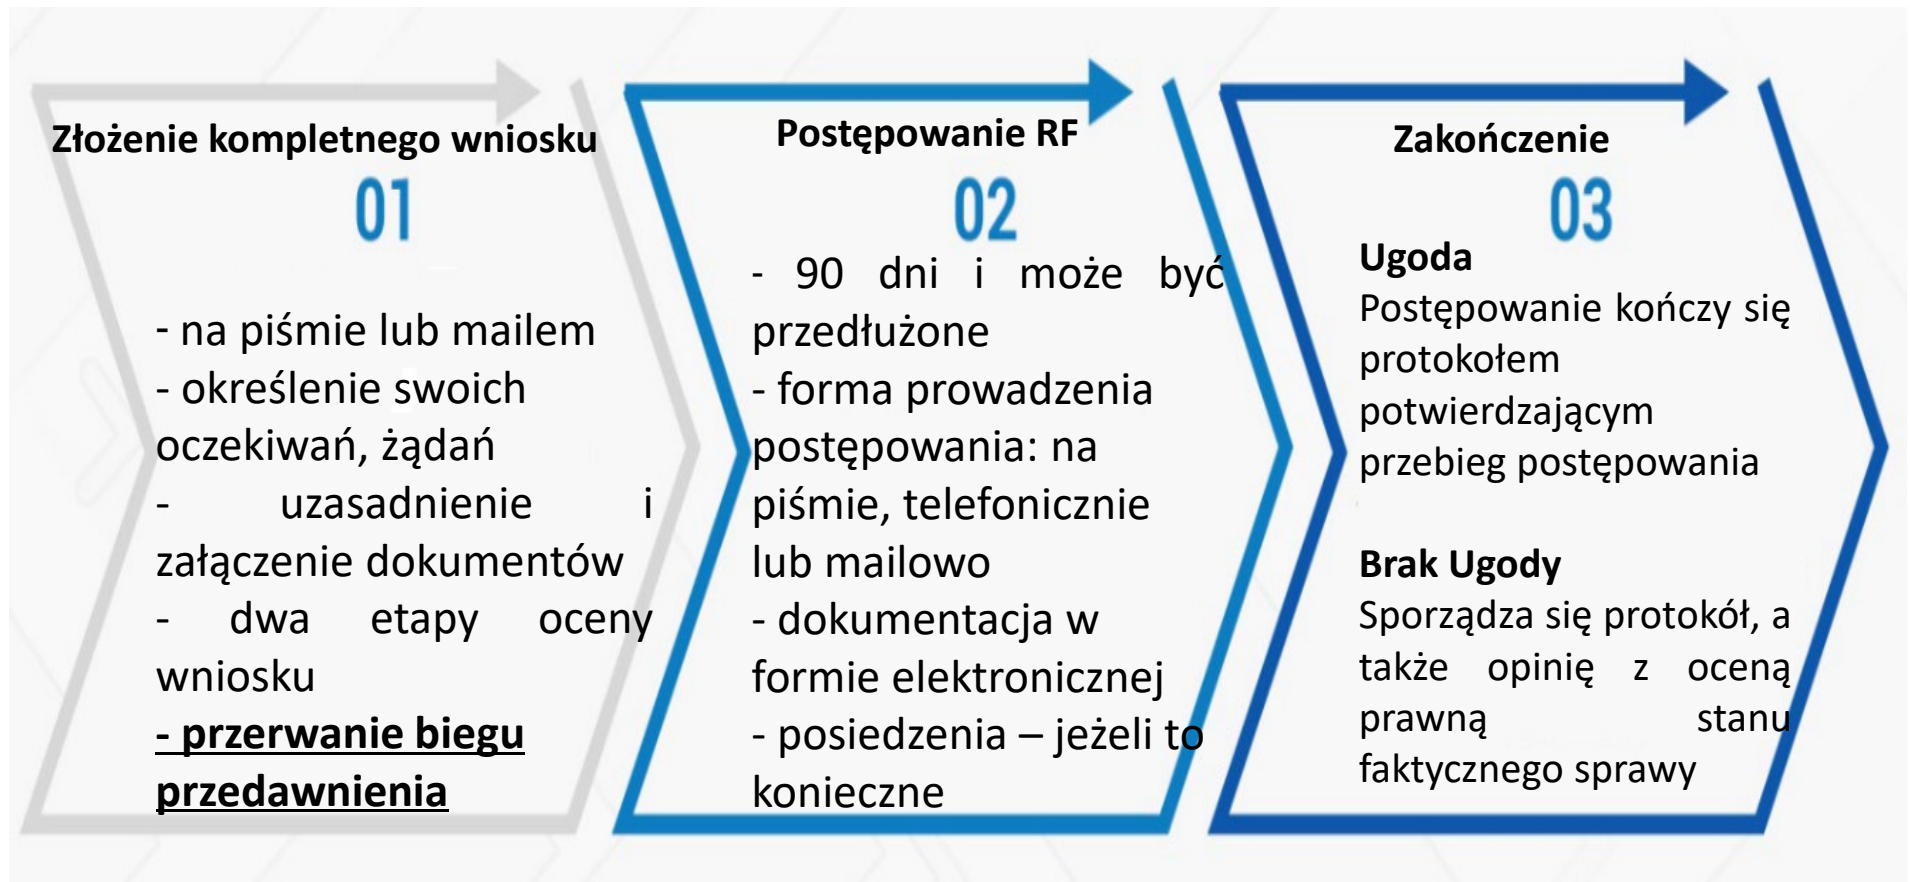 Złożenie kompletnego wniosku
01
- na piśmie lub mailem
- określenie swoich
oczekiwań, żądań
- uzasadnienie i
załączenie dokumentów
- dwa etapy oceny
wniosku
- przerwanie biegu
przedawnienia
Postępowanie RF
02
- 90 dni i może być
przedłużone
- forma prowadzenia
postępowania: na
piśmie, telefonicznie
lub mailowo
- dokumentacja w
formie elektronicznej
- posiedzenia – jeżeli to
konieczne
Zakończenie
03
Ugoda
Postępowanie kończy się
protokołem
potwierdzającym
przebieg postępowania
Brak Ugody
Sporządza się protokół, a
także opinię z oceną
prawną stanu
faktycznego sprawy